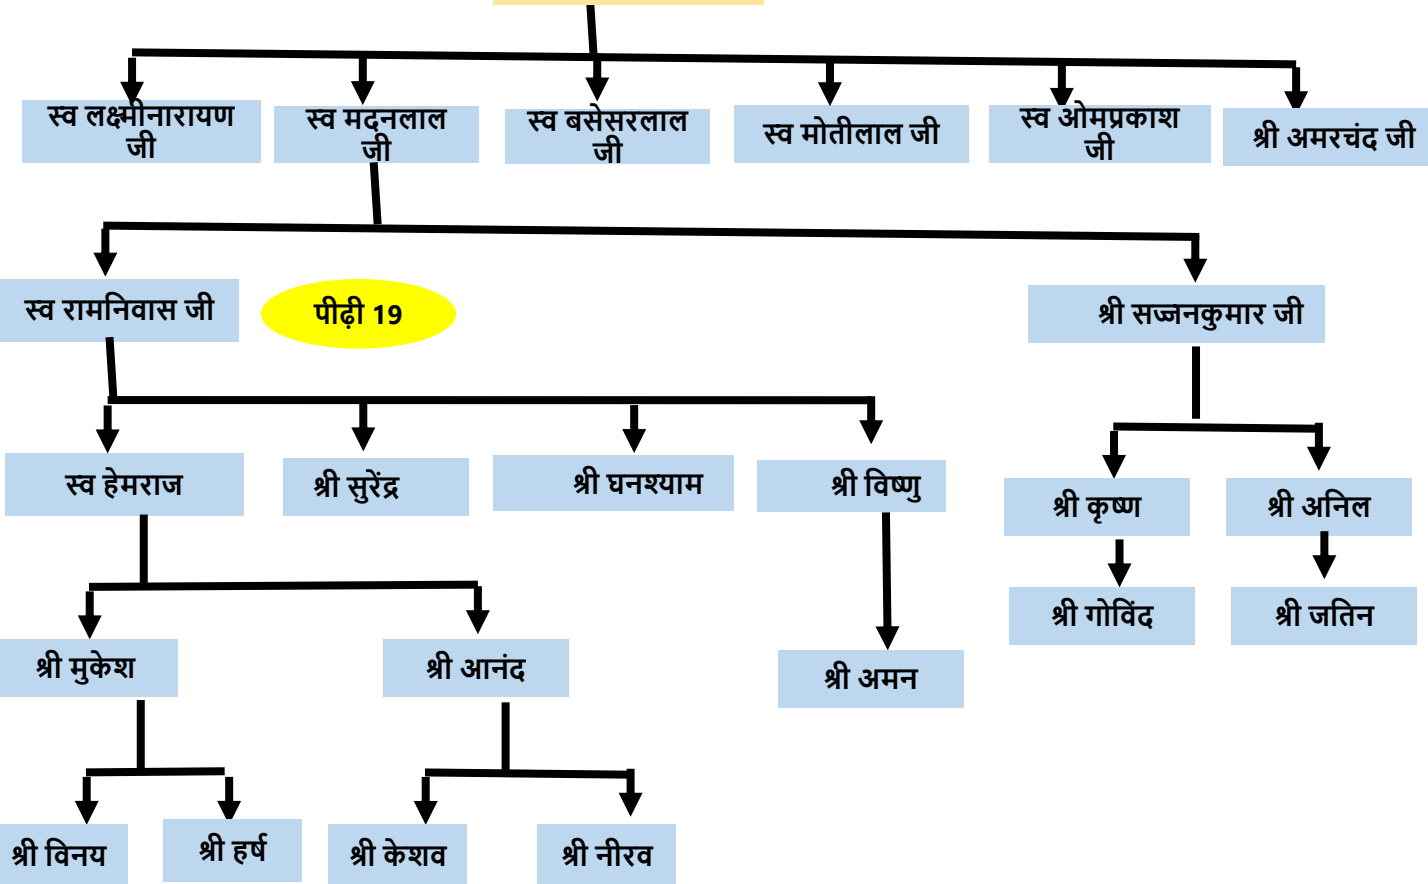 स्व लक्ष्मीनारायण
जी
स्व मदनलाल
जी
स्व बसेसरलाल
जी
स्व मोतीलाल जी
स्व ओमप्रकाश
जी
श्री अमरचंद जी
स्व रामनिवास जी
पीढ़ी 19
श्री सज्जनकुमार जी
स्व हेमराज
श्री सुरेंद्र
श्री घनश्याम
श्री विष्णु
श्री कृष्ण
श्री अनिल
श्री गोविंद
श्री जतिन
श्री मुकेश
श्री आनंद
श्री अमन
श्री विनय
श्री हर्ष
श्री केशव
श्री नीरव